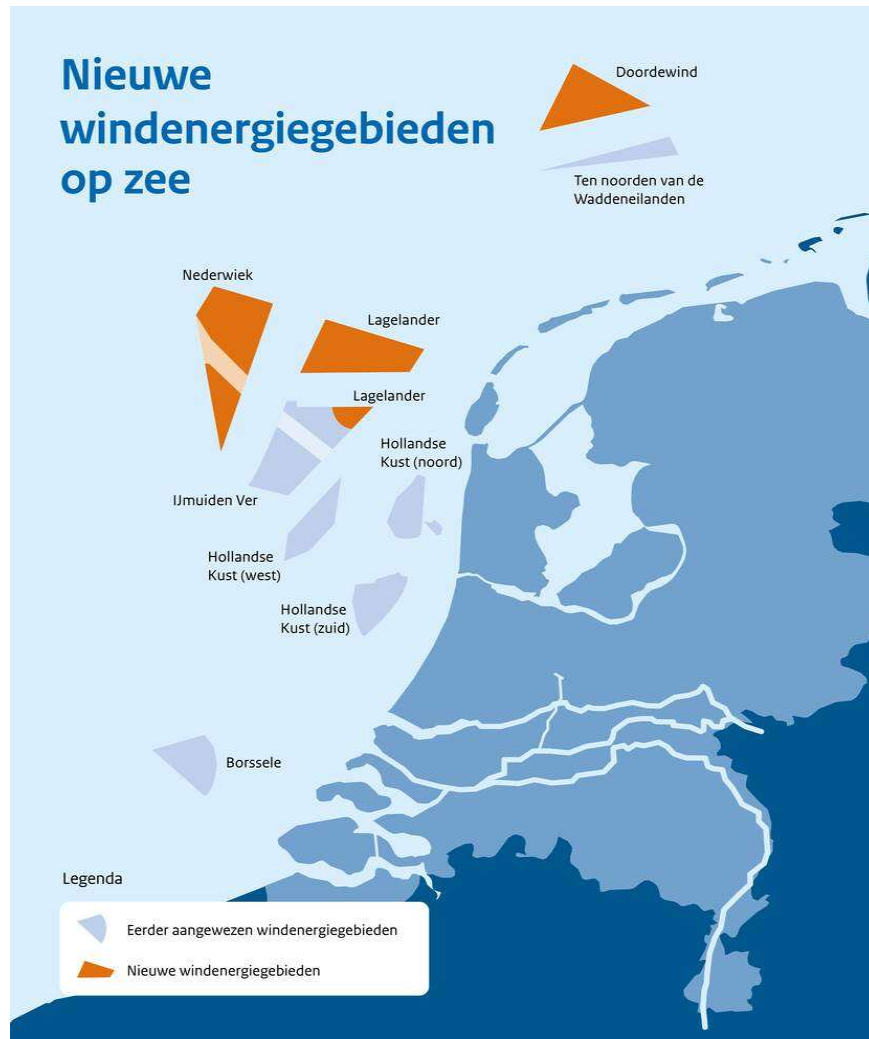 Nieuwe
windenergiegebieden
op zee
Doordewind
Ten noorden van de
Waddeneilanden
Nederwiek
Lagelander
Lagelander
Hollandse
Kust (noord)
IJmuiden Ver
Hollandse
Kust (west)
Hollandse
Kust (zuid)
Borssele
Legenda
Eerder aangewezen windenergiegebieden
Nieuwe windenergiegebieden